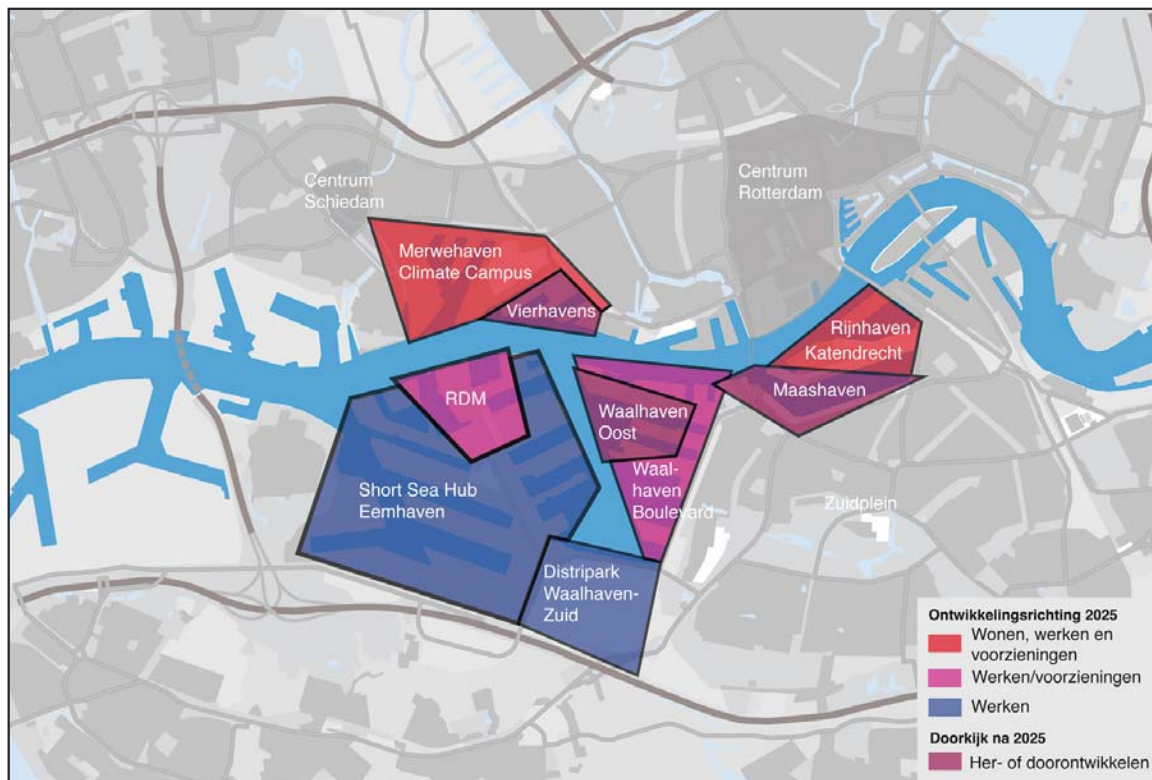 Centrum
Schiedam
Centrum
Rotterdam
Merwehaven
Climate Campus
Vierhavens
Rijnhaven
Katendrecht
Maashaven
RDM
Waalhaven
Oost
Waal-
haven
Boulevard
Short Sea Hub
Eemhaven
Zuidplein
Distripark
Waalhaven-
Zuid
Ontwikkelingsrichting 2025
Wonen, werken en
voorzieningen
Werken/voorzieningen
Werken
Doorkijk na 2025
Her- of doorontwikkelen